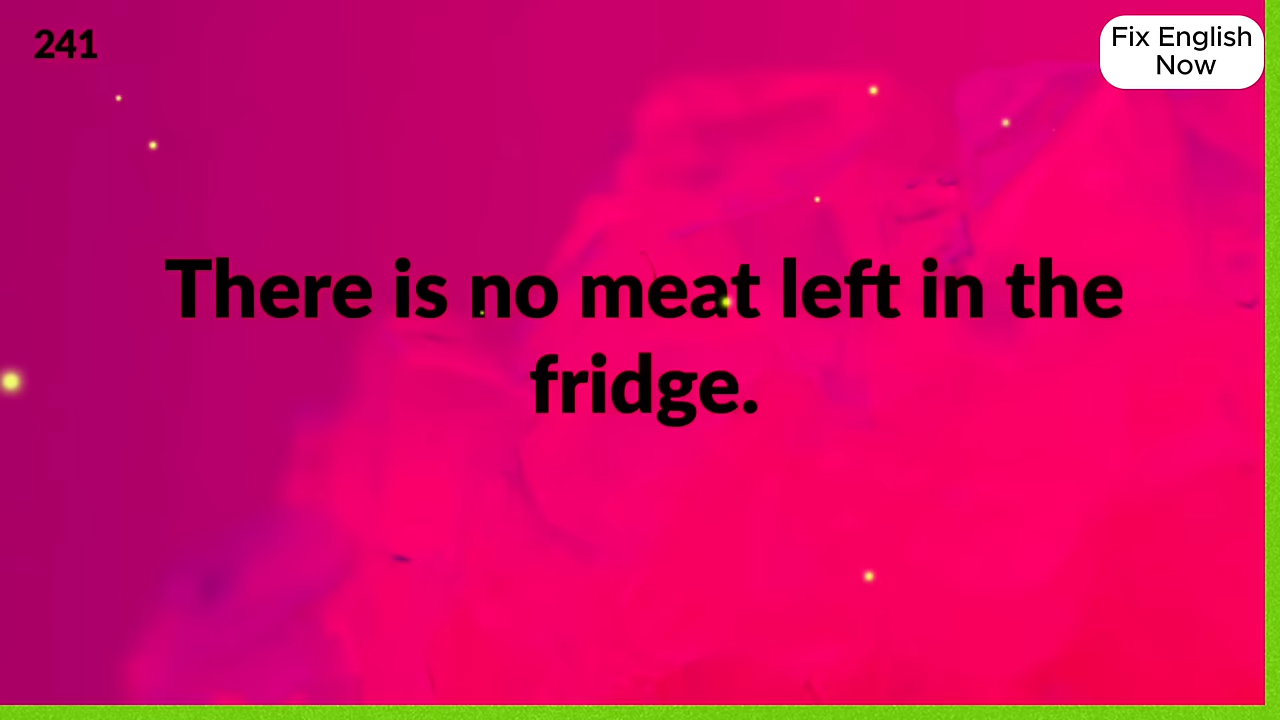 241
Fix English
Now
There is no meat left in the
fridge.